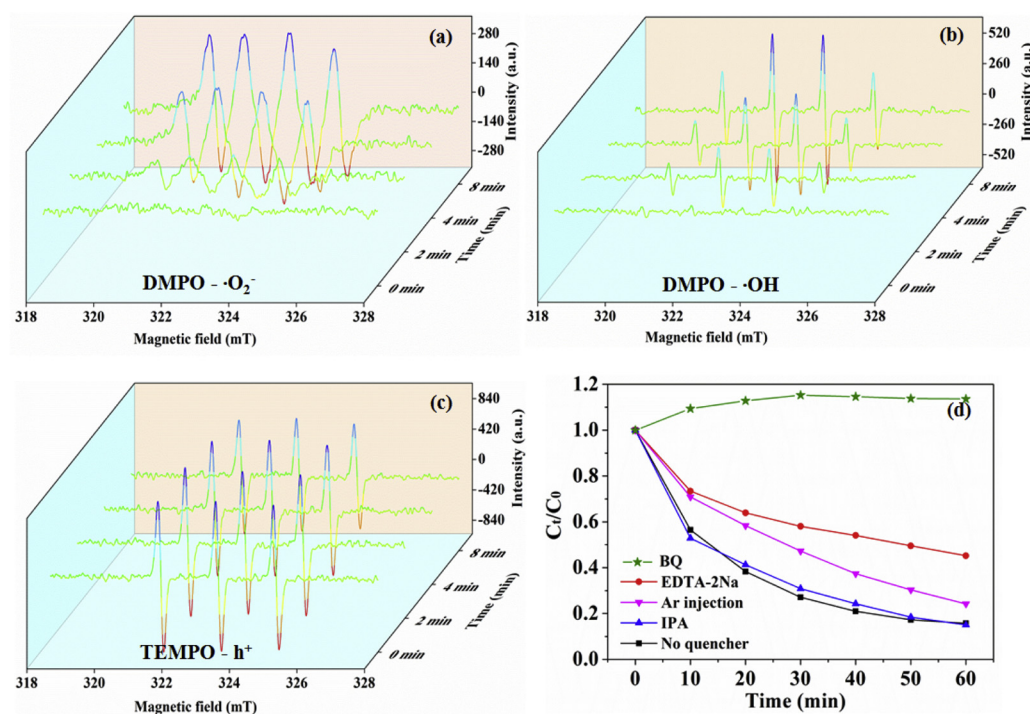 (a)
280
140
0
-140
-280
Intensity (a.u.)
8 min
4 min
2 min
0 min
Time (min)
DMPO - ·O₂⁻
318 320 322 324 326 328
Magnetic field (mT)
(b)
520
260
0
-260
-520
Intensity (a.u.)
8 min
4 min
2 min
0 min
Time (min)
DMPO - ·OH
318 320 322 324 326 328
Magnetic field (mT)
(c)
840
420
0
-420
-840
Intensity (a.u.)
8 min
4 min
2 min
0 min
Time (min)
TEMPO - h⁺
318 320 322 324 326 328
Magnetic field (mT)
(d)
1.2
1.0
0.8
0.6
0.4
0.2
0.0
Cₜ/C₀
BQ
EDTA-2Na
Ar injection
IPA
No quencher
0 10 20 30 40 50 60
Time (min)